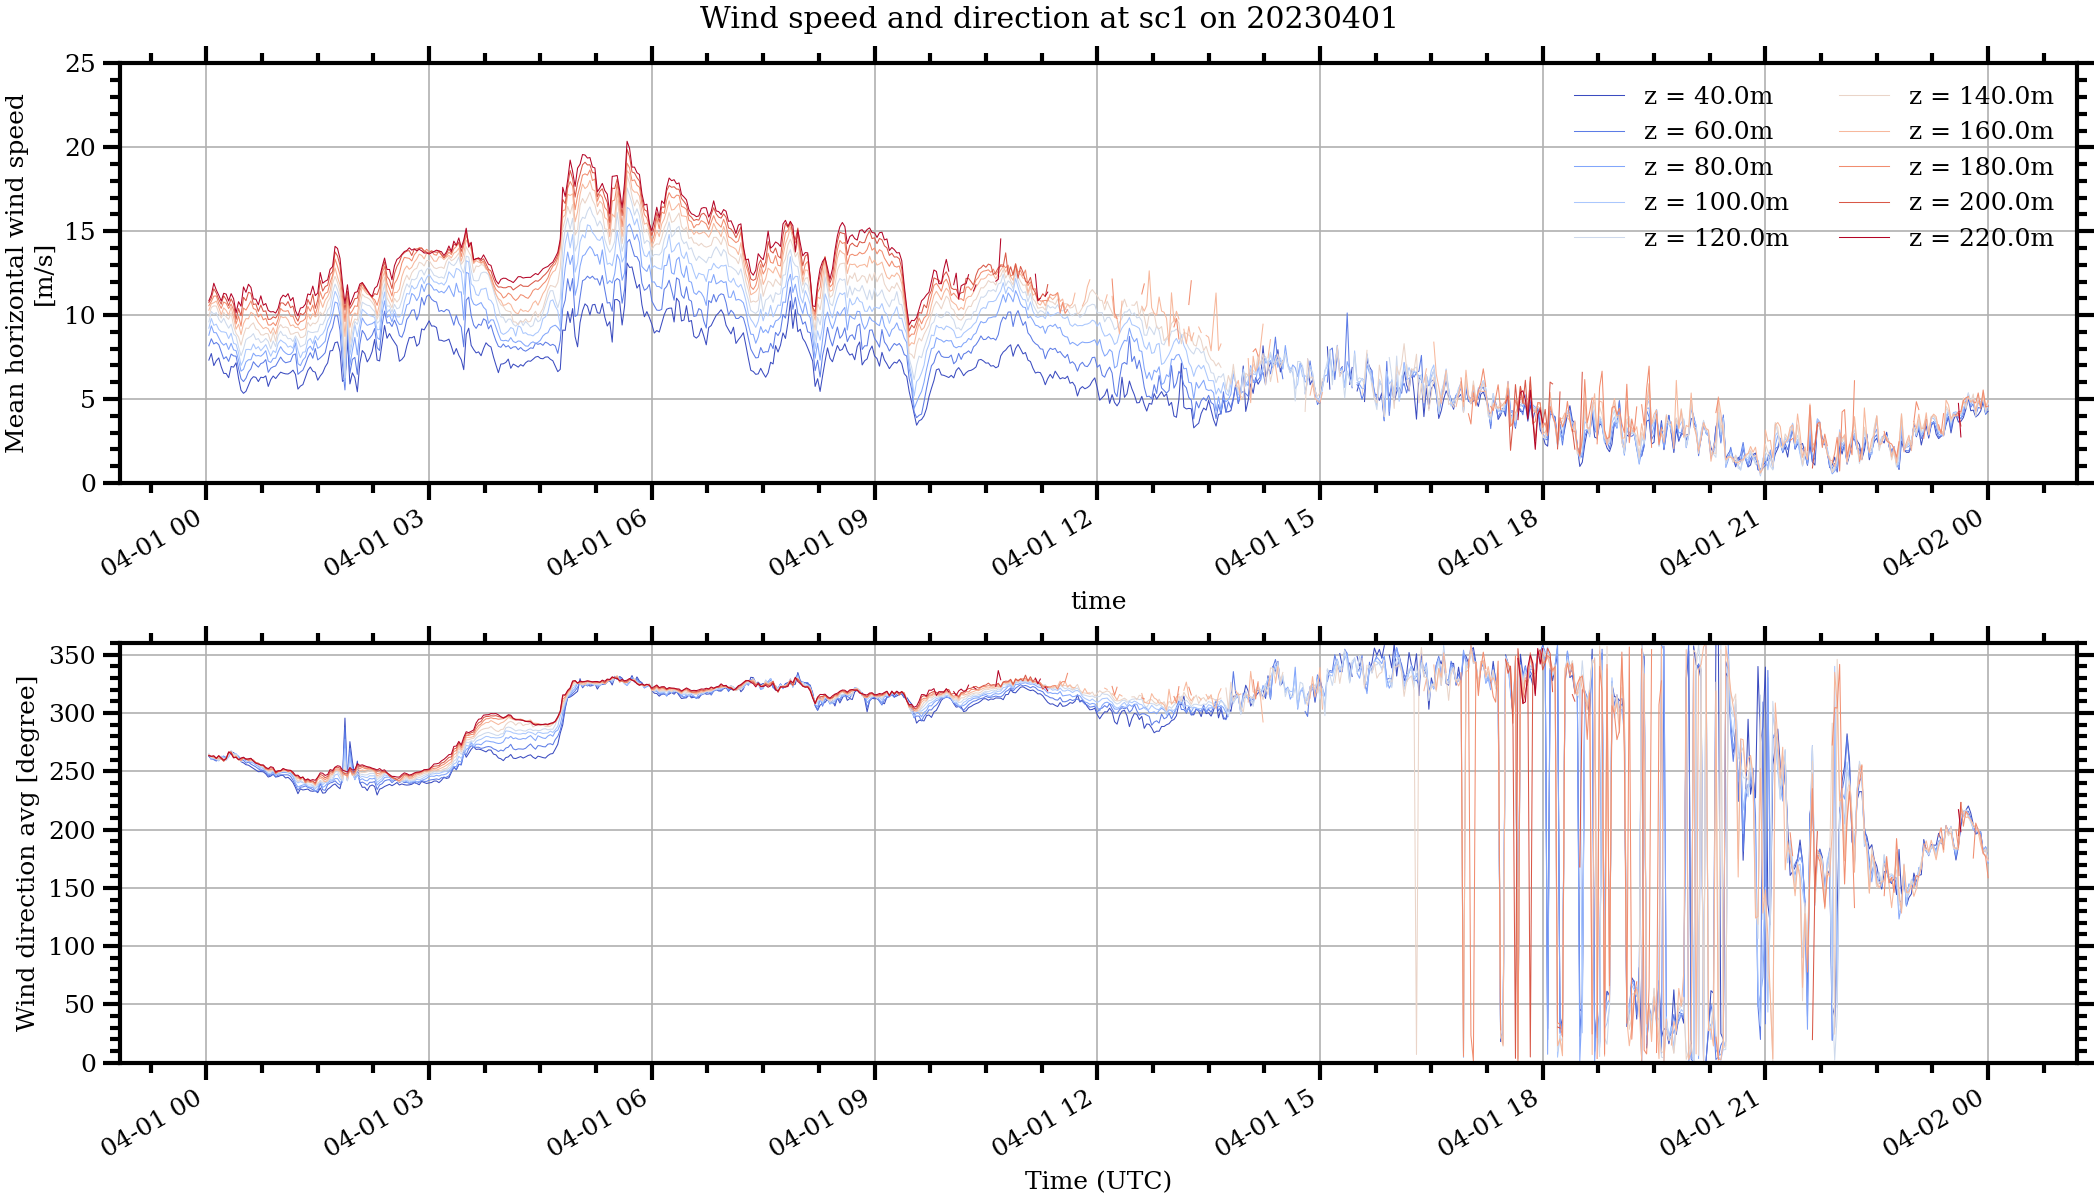 Wind speed and direction at sc1 on 20230401
Mean horizontal wind speed
[m/s]
25
20
15
10
5
0
z = 40.0m
z = 60.0m
z = 80.0m
z = 100.0m
z = 120.0m
z = 140.0m
z = 160.0m
z = 180.0m
z = 200.0m
z = 220.0m
04-01 00
04-01 03
04-01 06
04-01 09
04-01 12
04-01 15
04-01 18
04-01 21
04-02 00
time
Wind direction avg [degree]
350
300
250
200
150
100
50
0
04-01 00
04-01 03
04-01 06
04-01 09
04-01 12
04-01 15
04-01 18
04-01 21
04-02 00
Time (UTC)